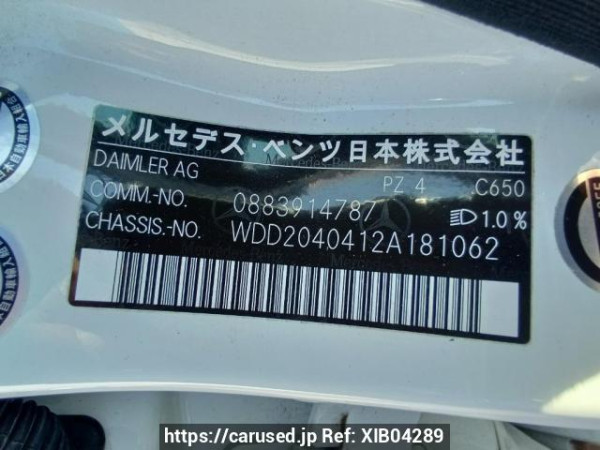 メルセデス・ベンツ日本株式会社
DAIMLER AG
PZ 4 C650
COMM.-NO. 0883914787
1.0%
CHASSIS.-NO. WDD2040412A181062
https://carused.jp Ref: XIB04289